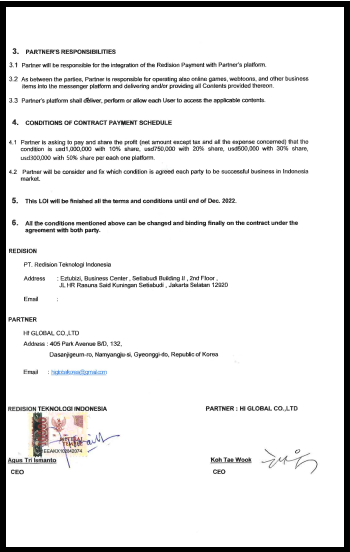 3. PARTNER'S RESPONSIBILITIES
3.1 Partner will be responsible for the integration of the Redision Payment with Partner's platform.
3.2 As between the parties, Partner is responsible for operating also online games, webtoons, and other business
items into the messenger platform and delivering and/or providing all Contents provided thereon.
3.3 Partner's platform shall deliver, perform or allow each User to access the applicable contents.
4. CONDITIONS OF CONTRACT PAYMENT SCHEDULE
4.1 Partner is asking to pay and share the profit (net amount except tax and all the expense concerned) that the
condition is usd1,000,000 with 10% share, usd750,000 with 20% share, usd500,000 with 30% share,
usd300,000 with 50% share per each one platform.
4.2 Partner will be consider and fix which condition is agreed each party to be successful business in Indonesia
market.
5. This LOI will be finished all the terms and conditions until end of Dec. 2022.
6. All the conditions mentioned above can be changed and binding finally on the contract under the
agreement with both party.
REDISION
PT. Redision Teknologi Indonesia
Address : Eztubizi, Business Center, Setiabudi Building II, 2nd Floor,
JL HR Rasuna Said Kuningan Setiabudi, Jakarta Selatan 12920
Email :
PARTNER
HI GLOBAL CO.,LTD
Address : 405 Park Avenue B/D, 132,
Dasanjigeum-ro, Namyangju-si, Gyeonggi-do, Republic of Korea
Email :
REDISION TEKNOLOGI INDONESIA PARTNER : HI GLOBAL CO.,LTD
TEMPEL
Agus Tri Ismanto Koh Tae Wook
CEO CEO